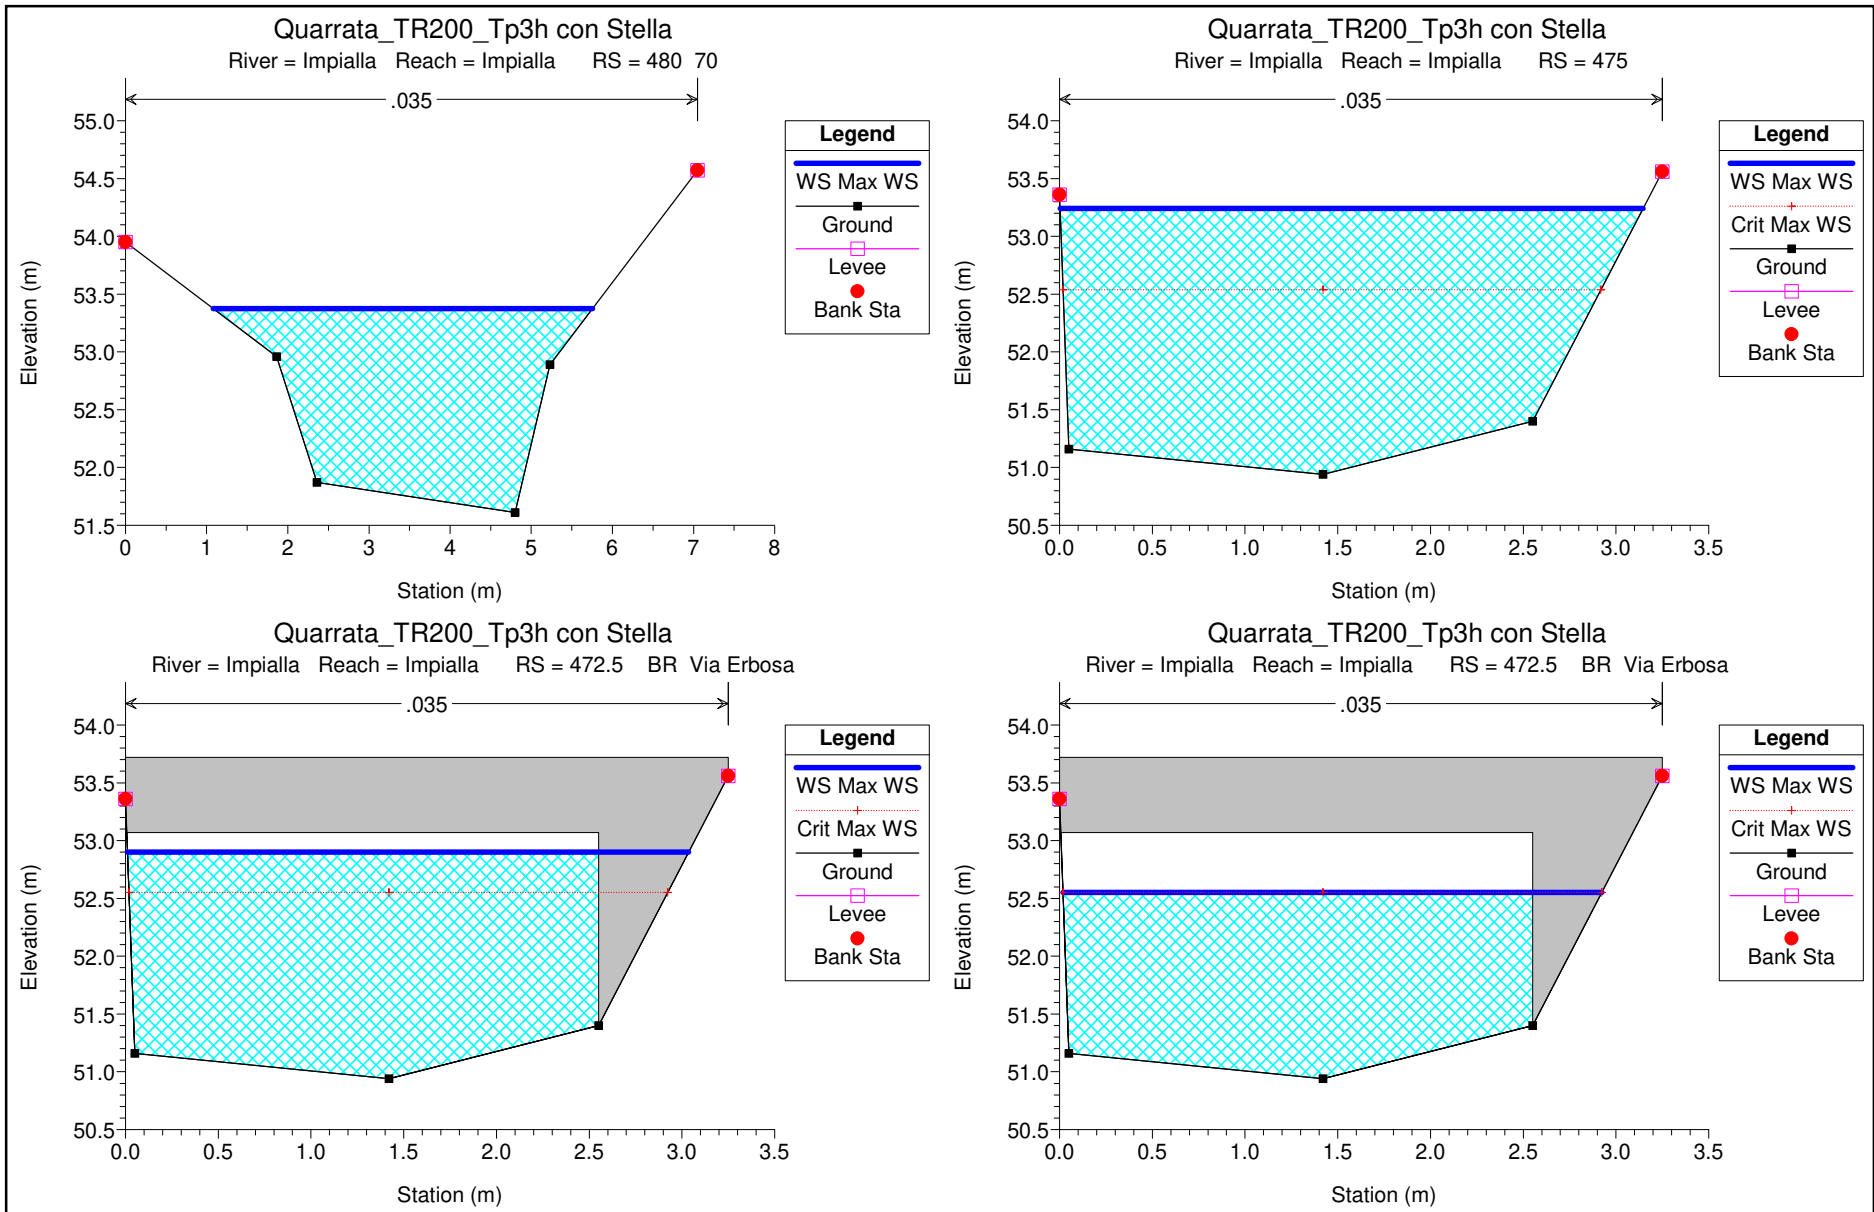 Quarrata_TR200_Tp3h con Stella
River = Impialla Reach = Impialla RS = 480 70
.035
55.0
54.5
54.0
53.5
53.0
52.5
52.0
51.5
Elevation (m)
0 1 2 3 4 5 6 7 8
Station (m)
Legend
WS Max WS
Ground
Levee
Bank Sta
Quarrata_TR200_Tp3h con Stella
River = Impialla Reach = Impialla RS = 475
.035
54.0
53.5
53.0
52.5
52.0
51.5
51.0
50.5
Elevation (m)
0.0 0.5 1.0 1.5 2.0 2.5 3.0 3.5
Station (m)
Legend
WS Max WS
Crit Max WS
Ground
Levee
Bank Sta
Quarrata_TR200_Tp3h con Stella
River = Impialla Reach = Impialla RS = 472.5 BR Via Erbosa
.035
54.0
53.5
53.0
52.5
52.0
51.5
51.0
50.5
Elevation (m)
0.0 0.5 1.0 1.5 2.0 2.5 3.0 3.5
Station (m)
Legend
WS Max WS
Crit Max WS
Ground
Levee
Bank Sta
Quarrata_TR200_Tp3h con Stella
River = Impialla Reach = Impialla RS = 472.5 BR Via Erbosa
.035
54.0
53.5
53.0
52.5
52.0
51.5
51.0
50.5
Elevation (m)
0.0 0.5 1.0 1.5 2.0 2.5 3.0 3.5
Station (m)
Legend
WS Max WS
Crit Max WS
Ground
Levee
Bank Sta